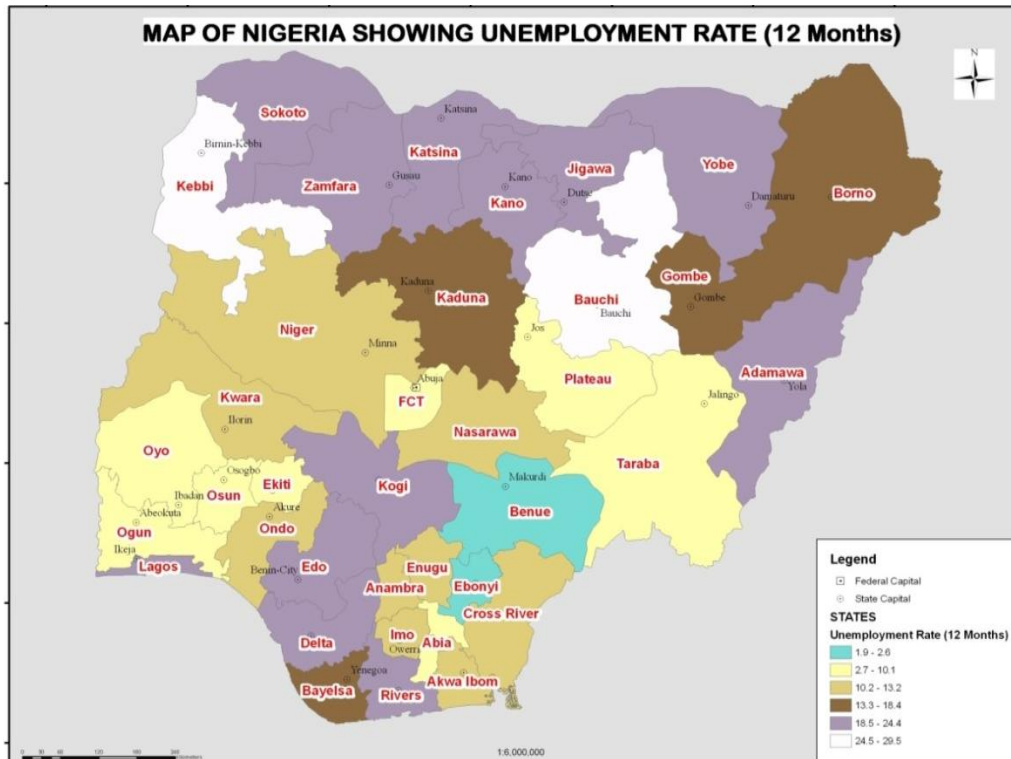 MAP OF NIGERIA SHOWING UNEMPLOYMENT RATE (12 Months)
N
Sokoto
Katsina
Birnin-Kebbi
Katsina
Kebbi
Zamfara
Gusau
Kano
Kano
Jigawa
Dutse
Yobe
Damaturu
Borno
Kaduna
Kaduna
Gombe
Gombe
Bauchi
Bauchi
Niger
Minna
Jos
Plateau
Adamawa
Yola
Abuja
FCT
Jalingo
Kwara
Ilorin
Nasarawa
Taraba
Oyo
Osogbo
Osun
Ekiti
Kogi
Makurdi
Benue
Ibadan
Abeokuta
Akure
Ogun
Ondo
Ikeja
Lagos
Benin-City
Edo
Enugu
Anambra
Ebonyi
Cross River
Delta
Imo
Owerri
Abia
Yenegoa
Bayelsa
Rivers
Akwa Ibom
Legend
Federal Capital
State Capital
STATES
Unemployment Rate (12 Months)
1.9 - 2.6
2.7 - 10.1
10.2 - 13.2
13.3 - 18.4
18.5 - 24.4
24.5 - 29.5
1:6,000,000